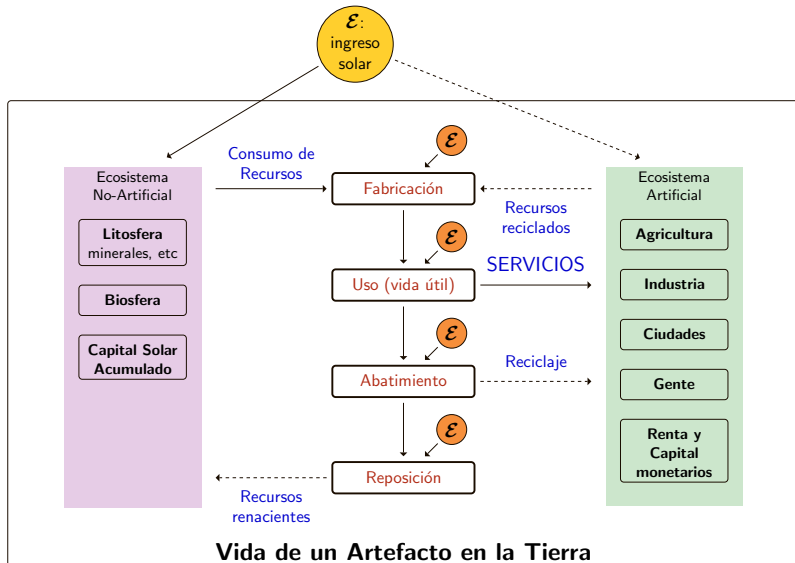 ℰ:
ingreso
solar
Ecosistema
No-Artificial
Litosfera
minerales, etc
Biosfera
Capital Solar
Acumulado
Consumo de
Recursos
ℰ
Fabricación
Recursos
reciclados
ℰ
Uso (vida útil)
SERVICIOS
ℰ
Abatimiento
Reciclaje
ℰ
Reposición
Recursos
renacientes
Ecosistema
Artificial
Agricultura
Industria
Ciudades
Gente
Renta y
Capital
monetarios
Vida de un Artefacto en la Tierra